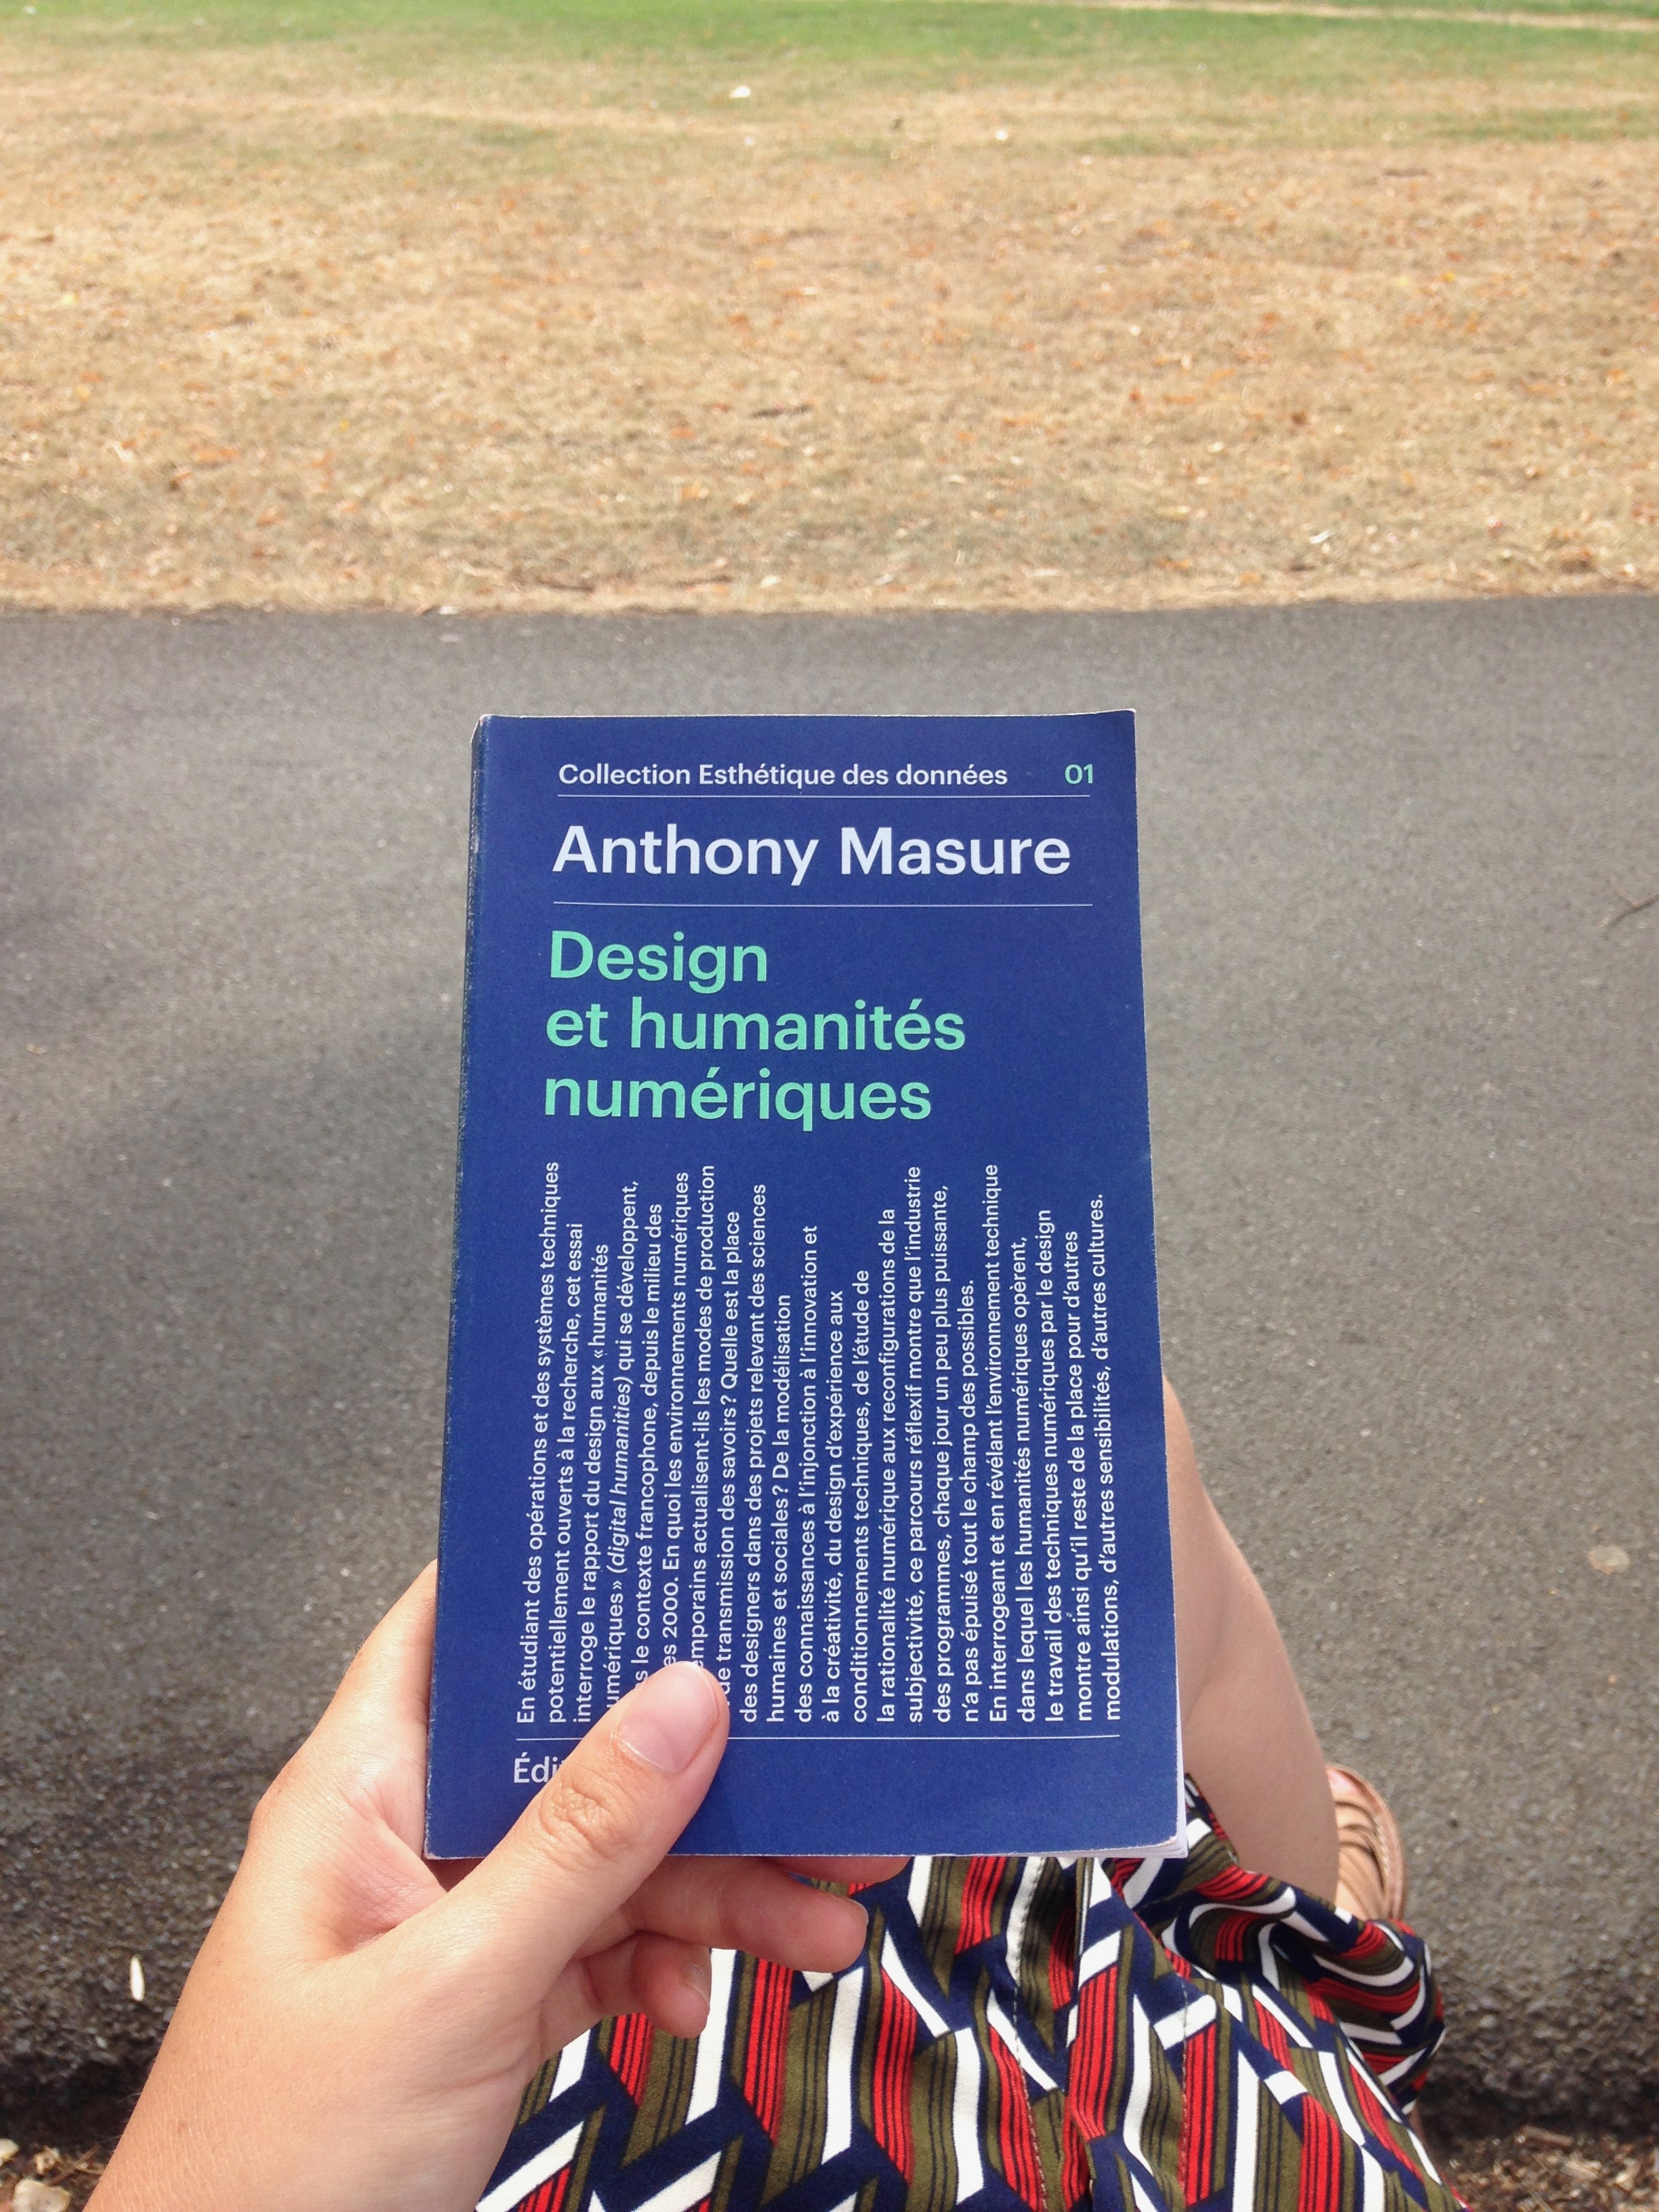 Collection Esthétique des données 01
Anthony Masure
Design
et humanités
numériques
En étudiant des opérations et des systèmes techniques
potentiellement ouverts à la recherche, cet essai
interroge le rapport du design aux « humanités
numériques » (digital humanities) qui se développent,
le contexte francophone, depuis le milieu des
2000. En quoi les environnements numériques
actualisent-ils les modes de production
de transmission des savoirs ? Quelle est la place
des designers dans des projets relevant des sciences
humaines et sociales ? De la modélisation
des connaissances à l’injonction à l’innovation et
à la créativité, du design d’expérience aux
conditionnements techniques, de l’étude de
la rationalité numérique aux reconfigurations de la
subjectivité, ce parcours réflexif montre que l’industrie
des programmes, chaque jour un peu plus puissante,
n’a pas épuisé tout le champ des possibles.
En interrogeant et en révélant l’environnement technique
dans lequel les humanités numériques opèrent,
le travail des techniques numériques par le design
montre ainsi qu’il reste de la place pour d’autres
modulations, d’autres sensibilités, d’autres cultures.